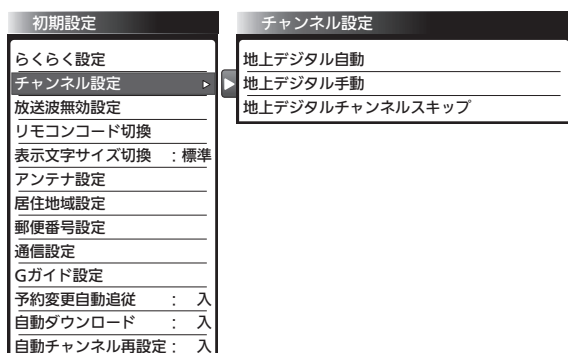 初期設定
らくらく設定
チャンネル設定
放送波無効設定
リモコンコード切換
表示文字サイズ切換 : 標準
アンテナ設定
居住地域設定
郵便番号設定
通信設定
Gガイド設定
予約変更自動追従 : 入
自動ダウンロード : 入
自動チャンネル再設定 : 入
チャンネル設定
地上デジタル自動
地上デジタル手動
地上デジタルチャンネルスキップ